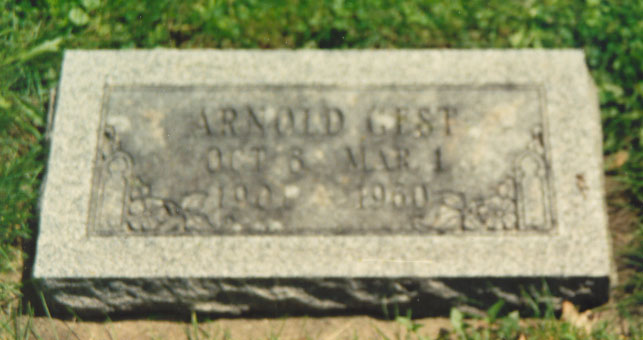 ARNOLD GEST
OCT MAR. 1
1960